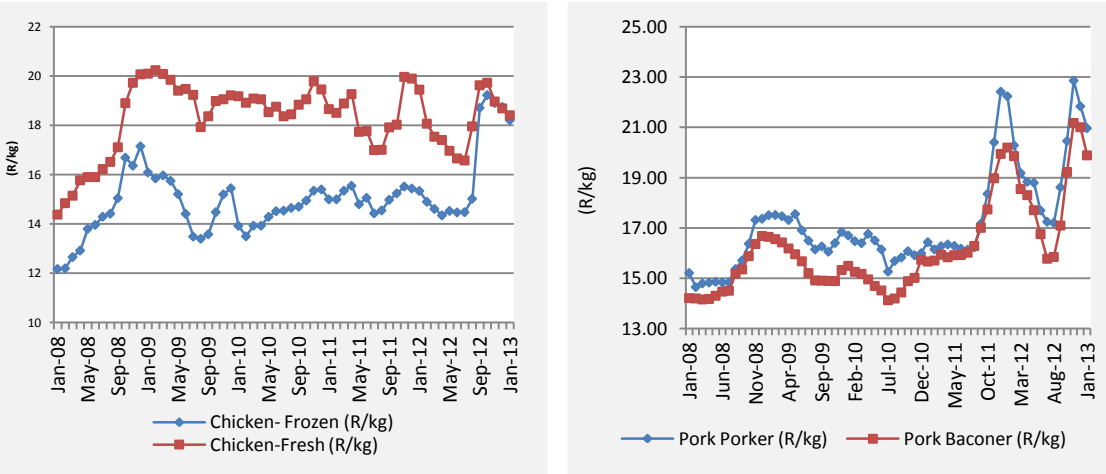 22
20
18
16
14
12
10
(R/kg)
Jan-08
May-08
Sep-08
Jan-09
May-09
Sep-09
Jan-10
May-10
Sep-10
Jan-11
May-11
Sep-11
Jan-12
May-12
Sep-12
Jan-13
Chicken- Frozen (R/kg)
Chicken-Fresh (R/kg)
25.00
23.00
21.00
19.00
17.00
15.00
13.00
(R/kg)
Jan-08
Jun-08
Nov-08
Apr-09
Sep-09
Feb-10
Jul-10
Dec-10
May-11
Oct-11
Mar-12
Aug-12
Jan-13
Pork Porker (R/kg) Pork Baconer (R/kg)